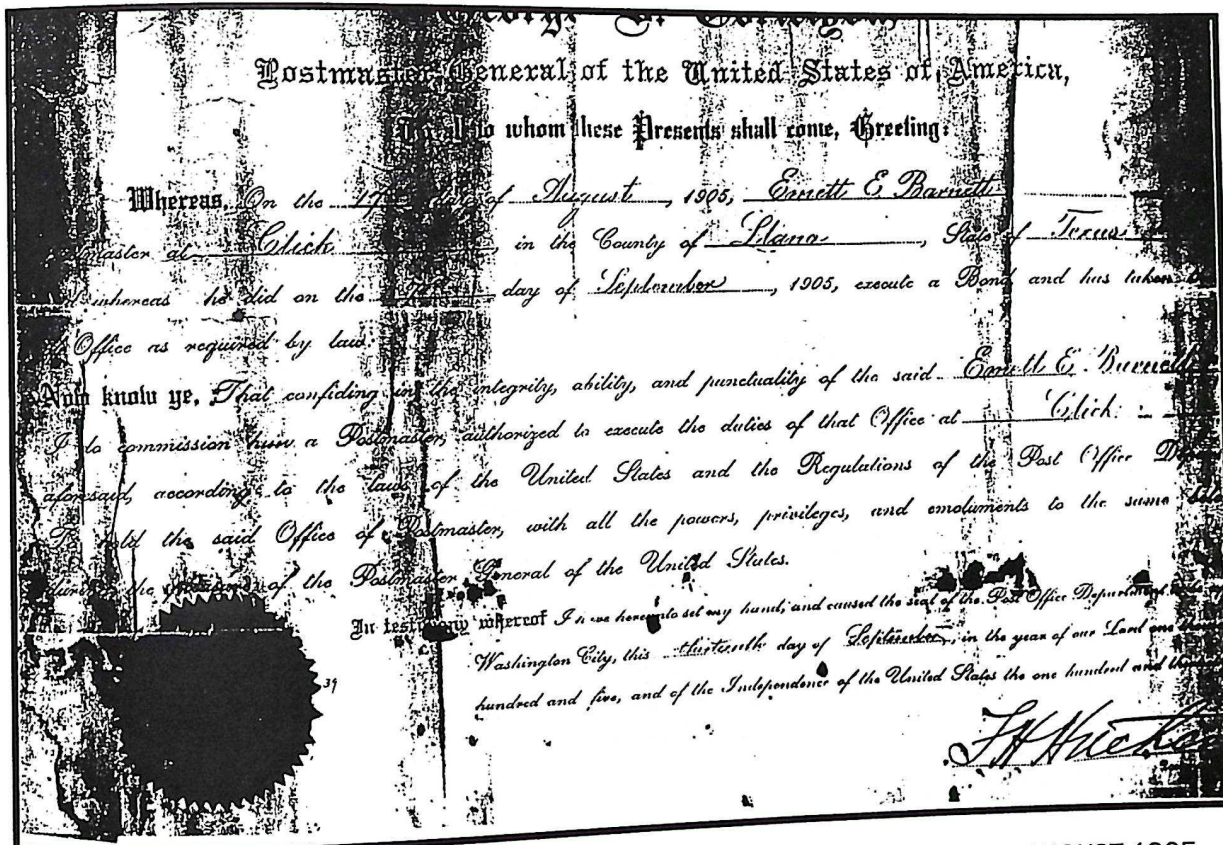 Postmaster General of the United States of America,
to whom these Presents shall come, Greeting:
Whereas, On the day of August, 1905, Emett E Barnett
master at Click, in the County of Llano, State of Texas
whereas he did on the day of September, 1905, execute a Bond and has taken
Office as required by law:
Now know ye, That confiding in the integrity, ability, and punctuality of the said Emett E. Barnett
I do commission him a Postmaster, authorized to execute the duties of that Office at Click
aforesaid, according to the laws of the United States and the Regulations of the Post Office
the said Office of Postmaster, with all the powers, privileges, and emoluments to the same
during the of the Postmaster General of the United States.
In testimony whereof I have hereunto set my hand, and caused the seal of the Post Office Department
Washington City, this thirteenth day of September, in the year of our Lord one
hundred and five, and of the Independence of the United States the one hundred and
39